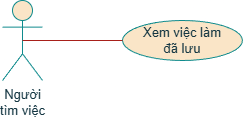 Xem việc làm
đã lưu
Người
tìm việc